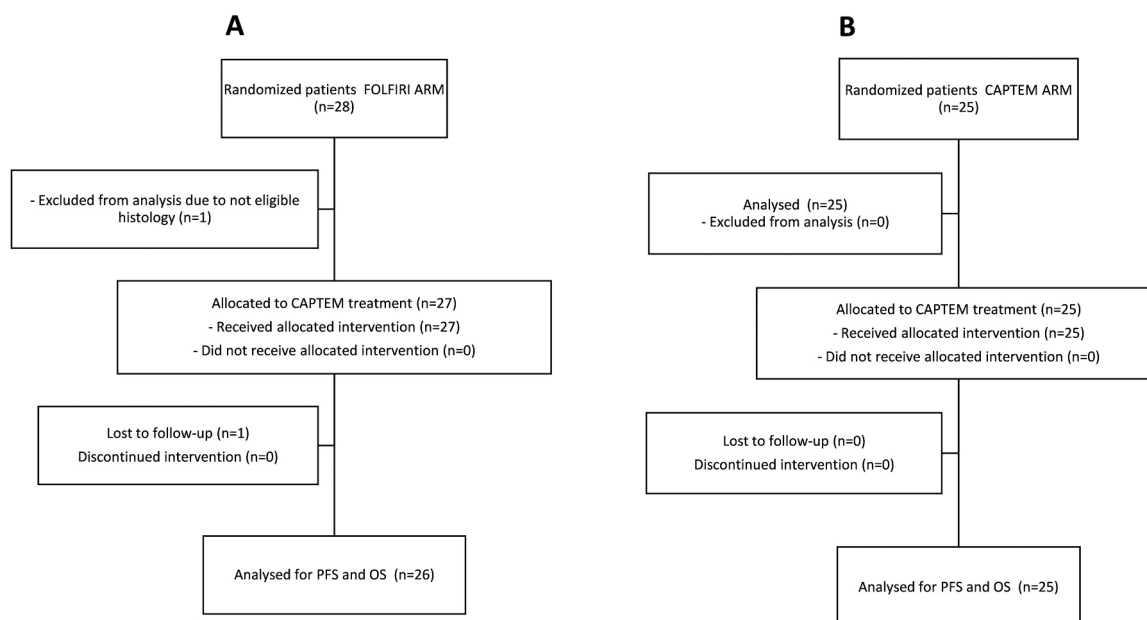 A
Randomized patients FOLFIRI ARM
(n=28)
- Excluded from analysis due to not eligible
histology (n=1)
Allocated to CAPTEM treatment (n=27)
- Received allocated intervention (n=27)
- Did not receive allocated intervention (n=0)
Lost to follow-up (n=1)
Discontinued intervention (n=0)
Analysed for PFS and OS (n=26)
B
Randomized patients CAPTEM ARM
(n=25)
Analysed (n=25)
- Excluded from analysis (n=0)
Allocated to CAPTEM treatment (n=25)
- Received allocated intervention (n=25)
- Did not receive allocated intervention (n=0)
Lost to follow-up (n=0)
Discontinued intervention (n=0)
Analysed for PFS and OS (n=25)